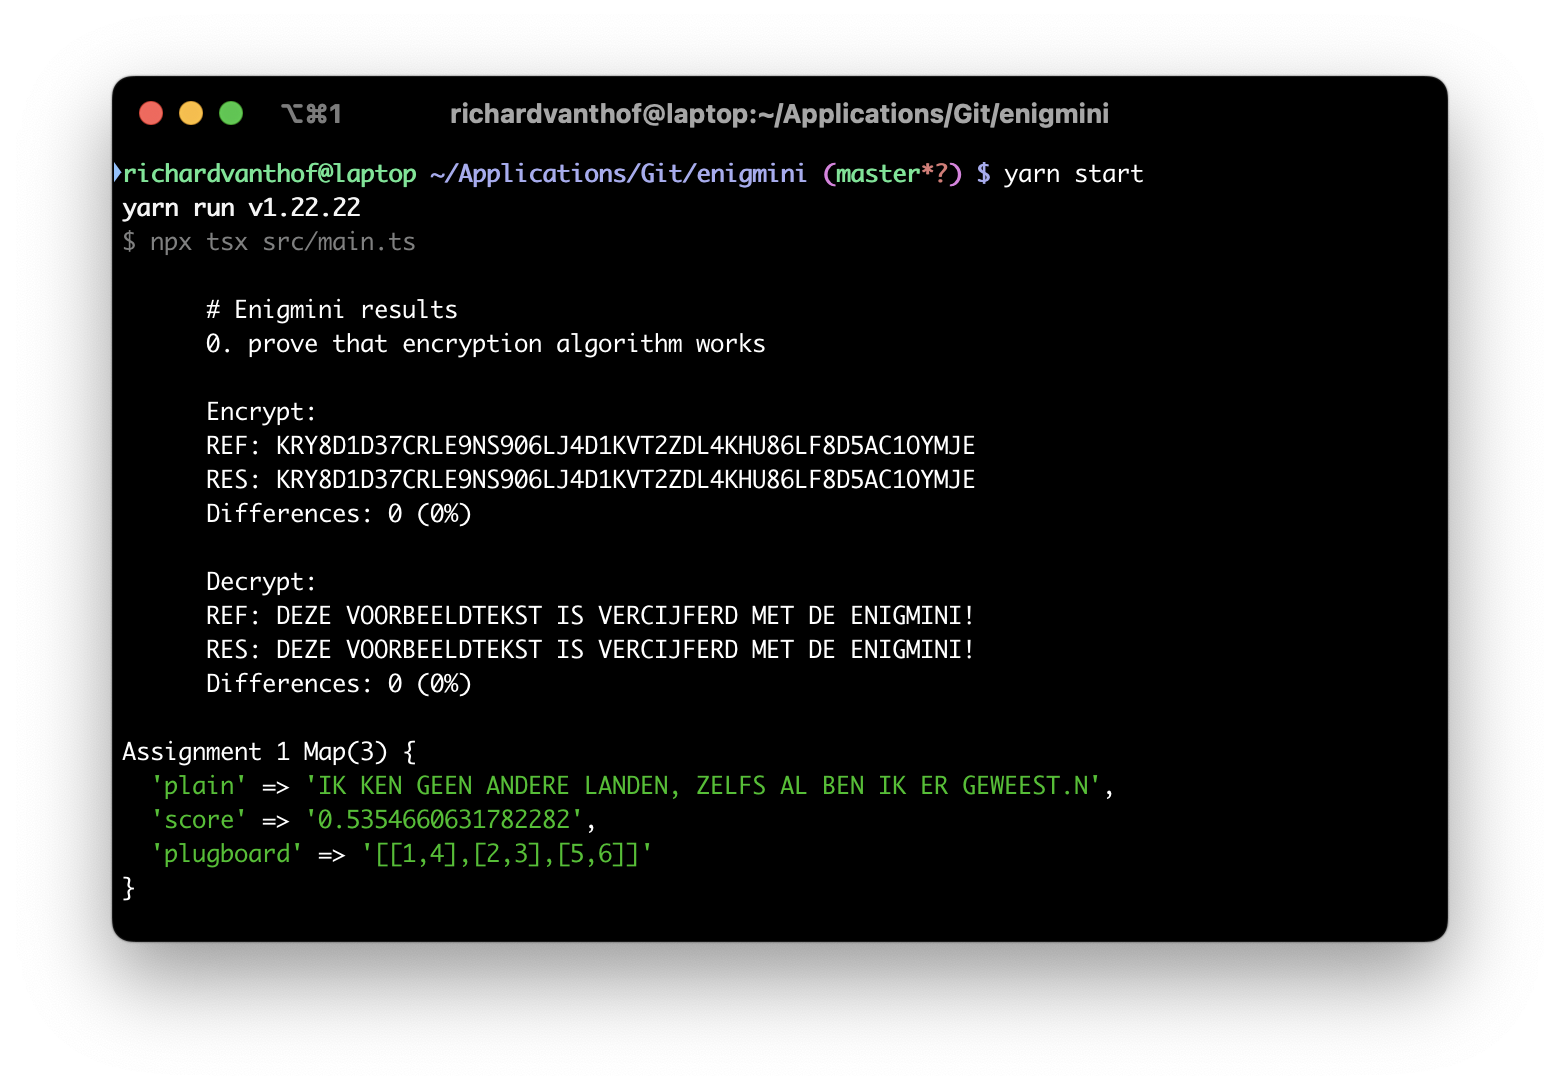 ⌥⌘1 richardvanthof@laptop:~/Applications/Git/enigmini
richardvanthof@laptop ~/Applications/Git/enigmini (master*?) $ yarn start
yarn run v1.22.22
$ npx tsx src/main.ts
# Enigmini results
0. prove that encryption algorithm works
Encrypt:
REF: KRY8D1D37CRLE9NS906LJ4D1KVT2ZDL4KHU86LF8D5AC1OYMJE
RES: KRY8D1D37CRLE9NS906LJ4D1KVT2ZDL4KHU86LF8D5AC1OYMJE
Differences: 0 (0%)
Decrypt:
REF: DEZE VOORBEELDTEKST IS VERCIJFERD MET DE ENIGMINI!
RES: DEZE VOORBEELDTEKST IS VERCIJFERD MET DE ENIGMINI!
Differences: 0 (0%)
Assignment 1 Map(3) {
'plain' => 'IK KEN GEEN ANDERE LANDEN, ZELFS AL BEN IK ER GEWEEST.N',
'score' => '0.5354660631782282',
'plugboard' => '[[1,4],[2,3],[5,6]]'
}